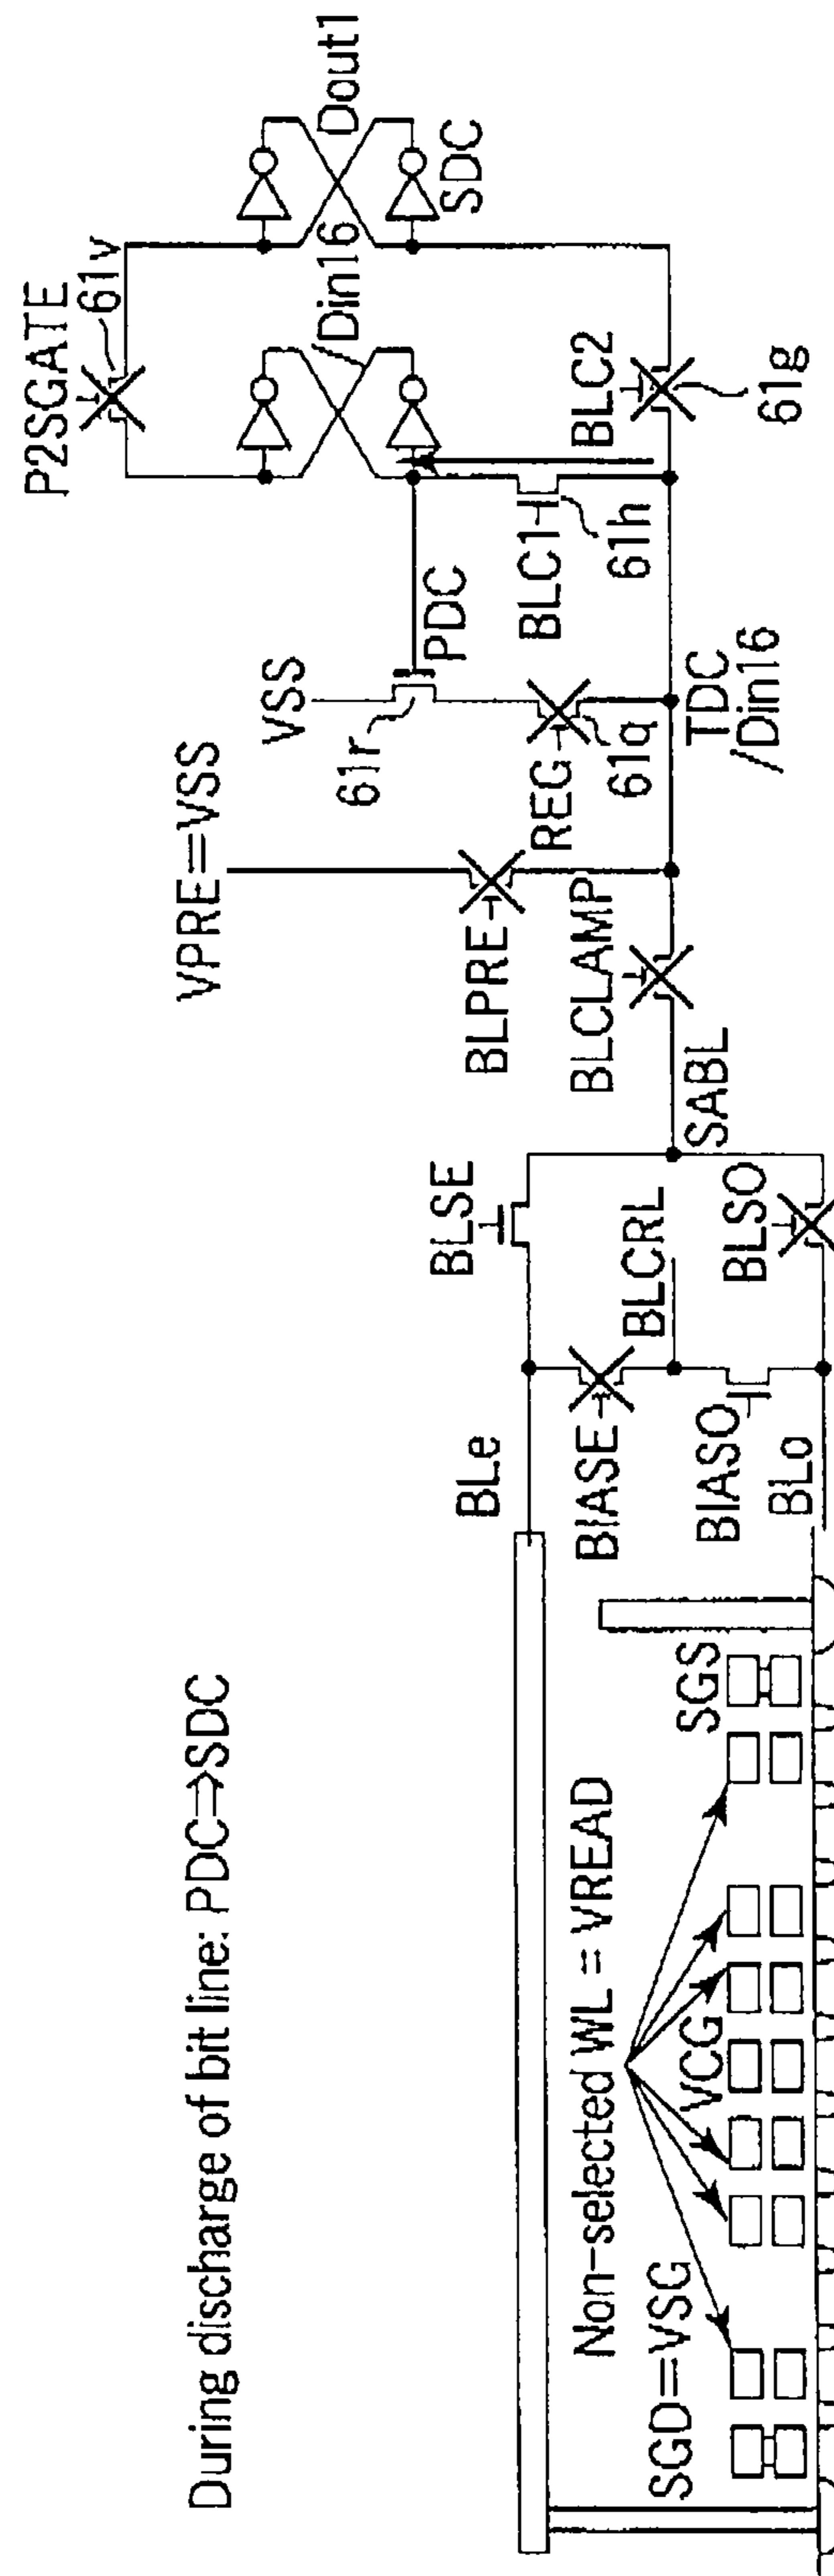 During discharge of bit line: PDC⇒SDC
P2SGATE
61v
Dout1
Din16
SDC
VPRE=VSS
VSS
61r
PDC
BLPRE
REG
61q
BLC1
61h
BLC2
61g
BLCLAMP
TDC
/Din16
SABL
BLSE
BLe
BIASE
BLCRL
BIASO
BLSO
BLo
Non-selected WL = VREAD
SGD=VSG
VCG
SGS